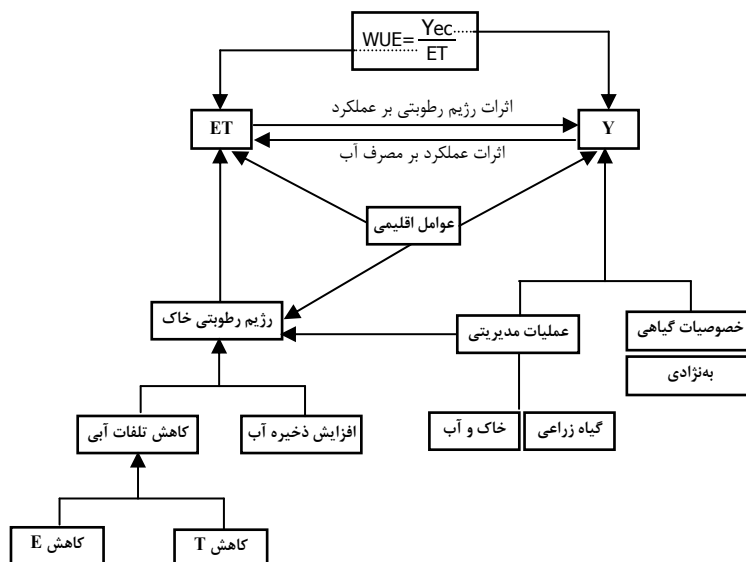 WUE= Yec
ET
اثرات رژیم رطوبتی بر عملکرد
Y
ET
اثرات عملکرد بر مصرف آب
عوامل اقلیمی
رژیم رطوبتی خاک
عملیات مدیریتی
خصوصیات گیاهی
به‌نژادی
کاهش تلفات آبی
افزایش ذخیره آب
خاک و آب
گیاه زراعی
کاهش E
کاهش T